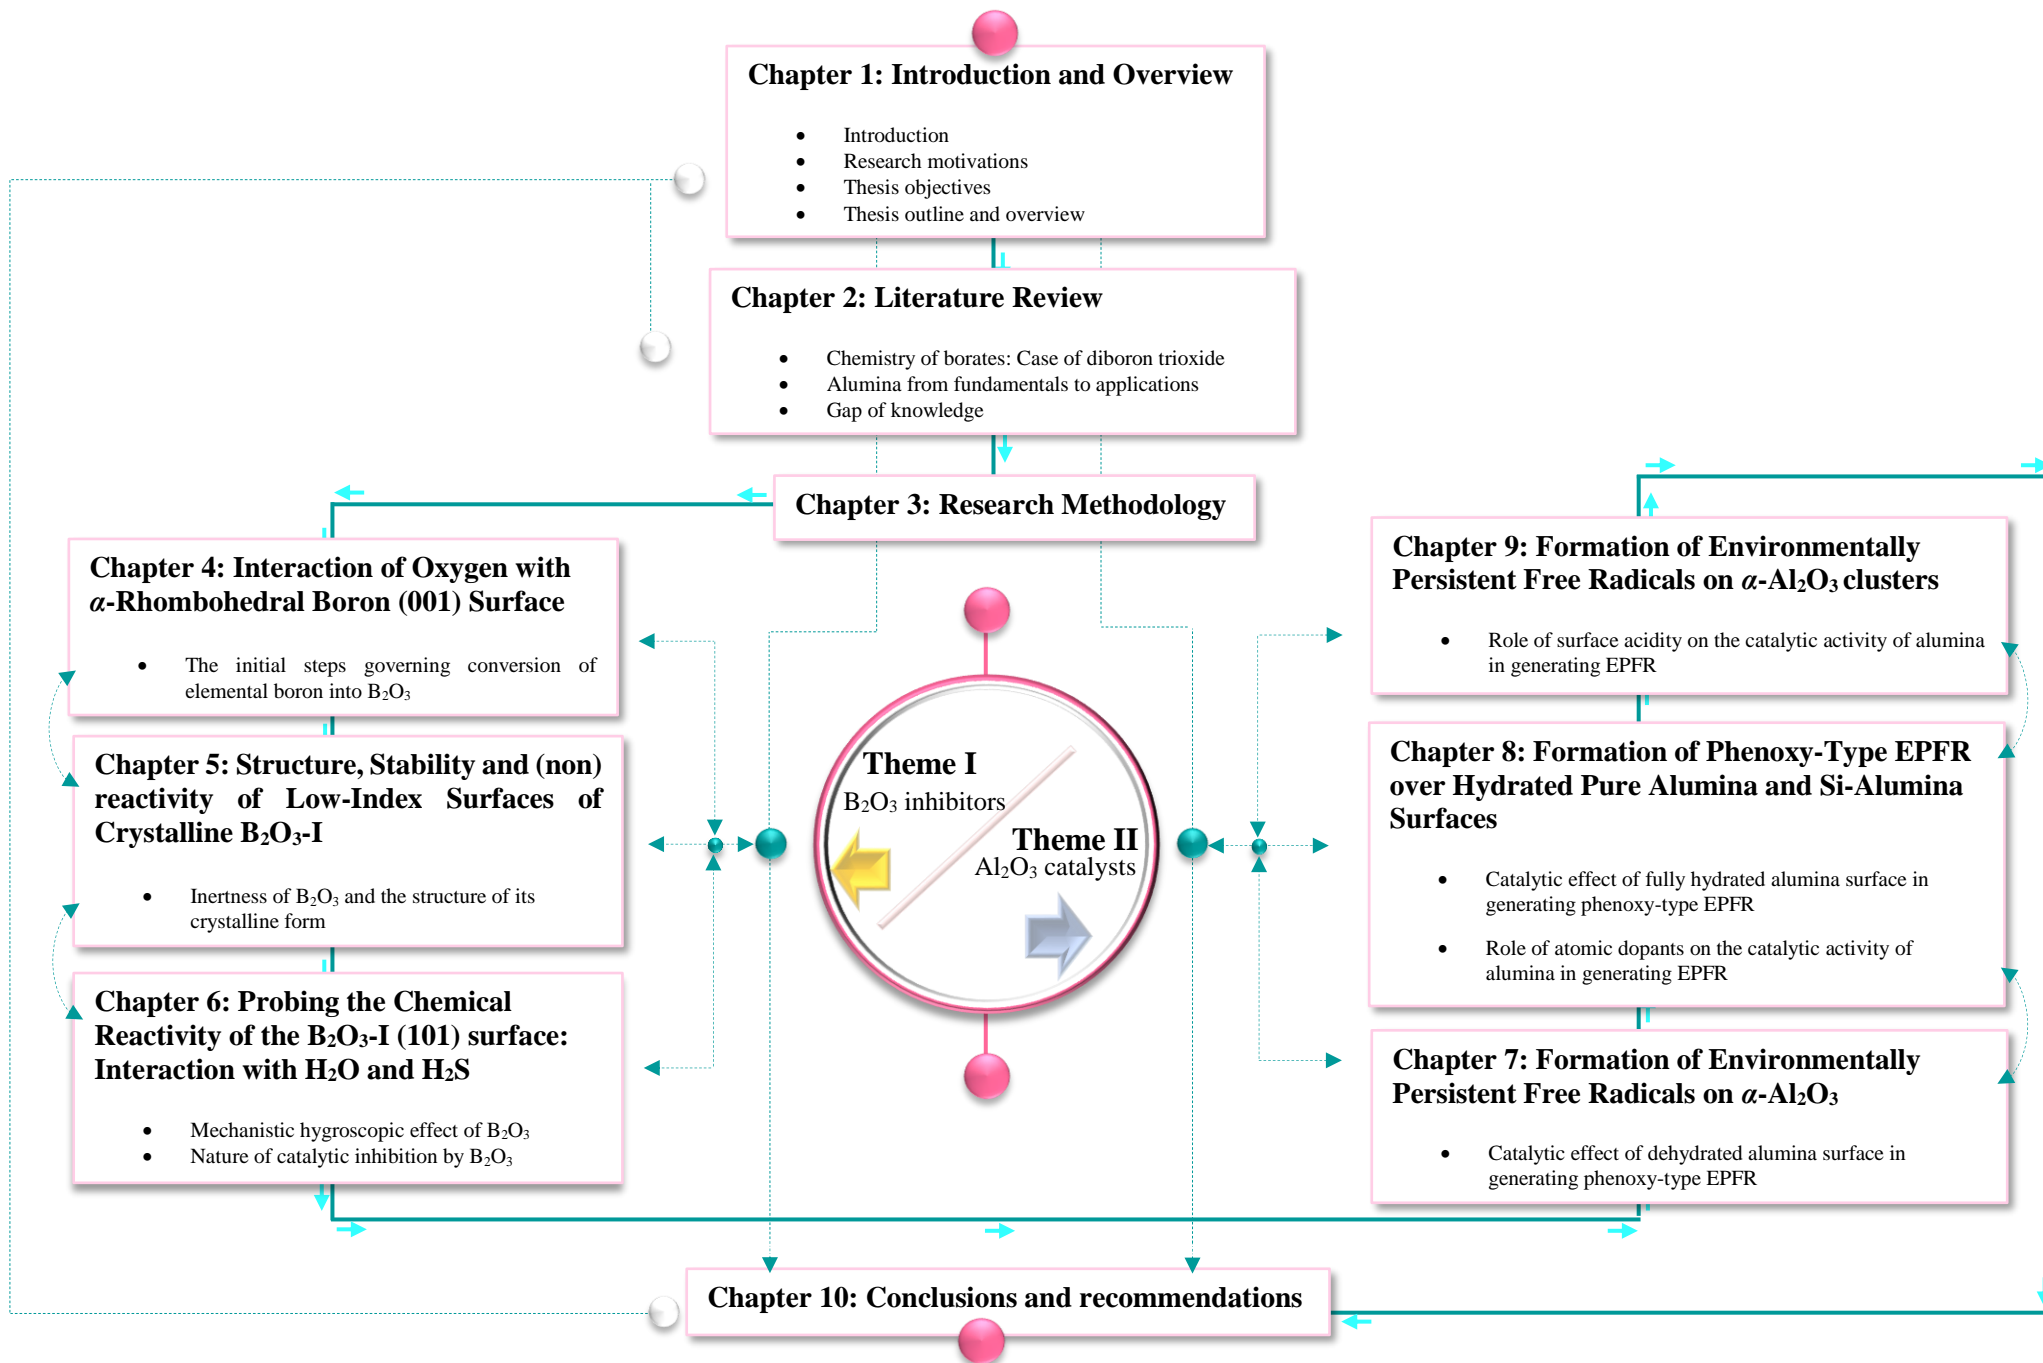 Chapter 1: Introduction and Overview
• Introduction
• Research motivations
• Thesis objectives
• Thesis outline and overview
Chapter 2: Literature Review
• Chemistry of borates: Case of diboron trioxide
• Alumina from fundamentals to applications
• Gap of knowledge
Chapter 3: Research Methodology
Chapter 4: Interaction of Oxygen with
α-Rhombohedral Boron (001) Surface
• The initial steps governing conversion of
elemental boron into B₂O₃
Chapter 5: Structure, Stability and (non)
reactivity of Low-Index Surfaces of
Crystalline B₂O₃-I
• Inertness of B₂O₃ and the structure of its
crystalline form
Chapter 6: Probing the Chemical
Reactivity of the B₂O₃-I (101) surface:
Interaction with H₂O and H₂S
• Mechanistic hygroscopic effect of B₂O₃
• Nature of catalytic inhibition by B₂O₃
Theme I
B₂O₃ inhibitors
Theme II
Al₂O₃ catalysts
Chapter 9: Formation of Environmentally
Persistent Free Radicals on α-Al₂O₃ clusters
• Role of surface acidity on the catalytic activity of alumina
in generating EPFR
Chapter 8: Formation of Phenoxy-Type EPFR
over Hydrated Pure Alumina and Si-Alumina
Surfaces
• Catalytic effect of fully hydrated alumina surface in
generating phenoxy-type EPFR
• Role of atomic dopants on the catalytic activity of
alumina in generating EPFR
Chapter 7: Formation of Environmentally
Persistent Free Radicals on α-Al₂O₃
• Catalytic effect of dehydrated alumina surface in
generating phenoxy-type EPFR
Chapter 10: Conclusions and recommendations